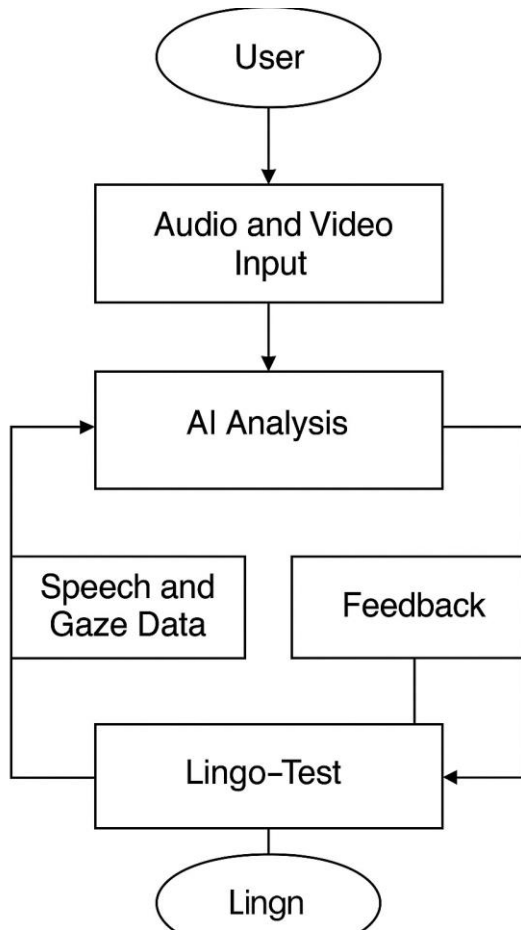 User
Audio and Video
Input
AI Analysis
Speech and
Gaze Data
Feedback
Lingo-Test
Lingn